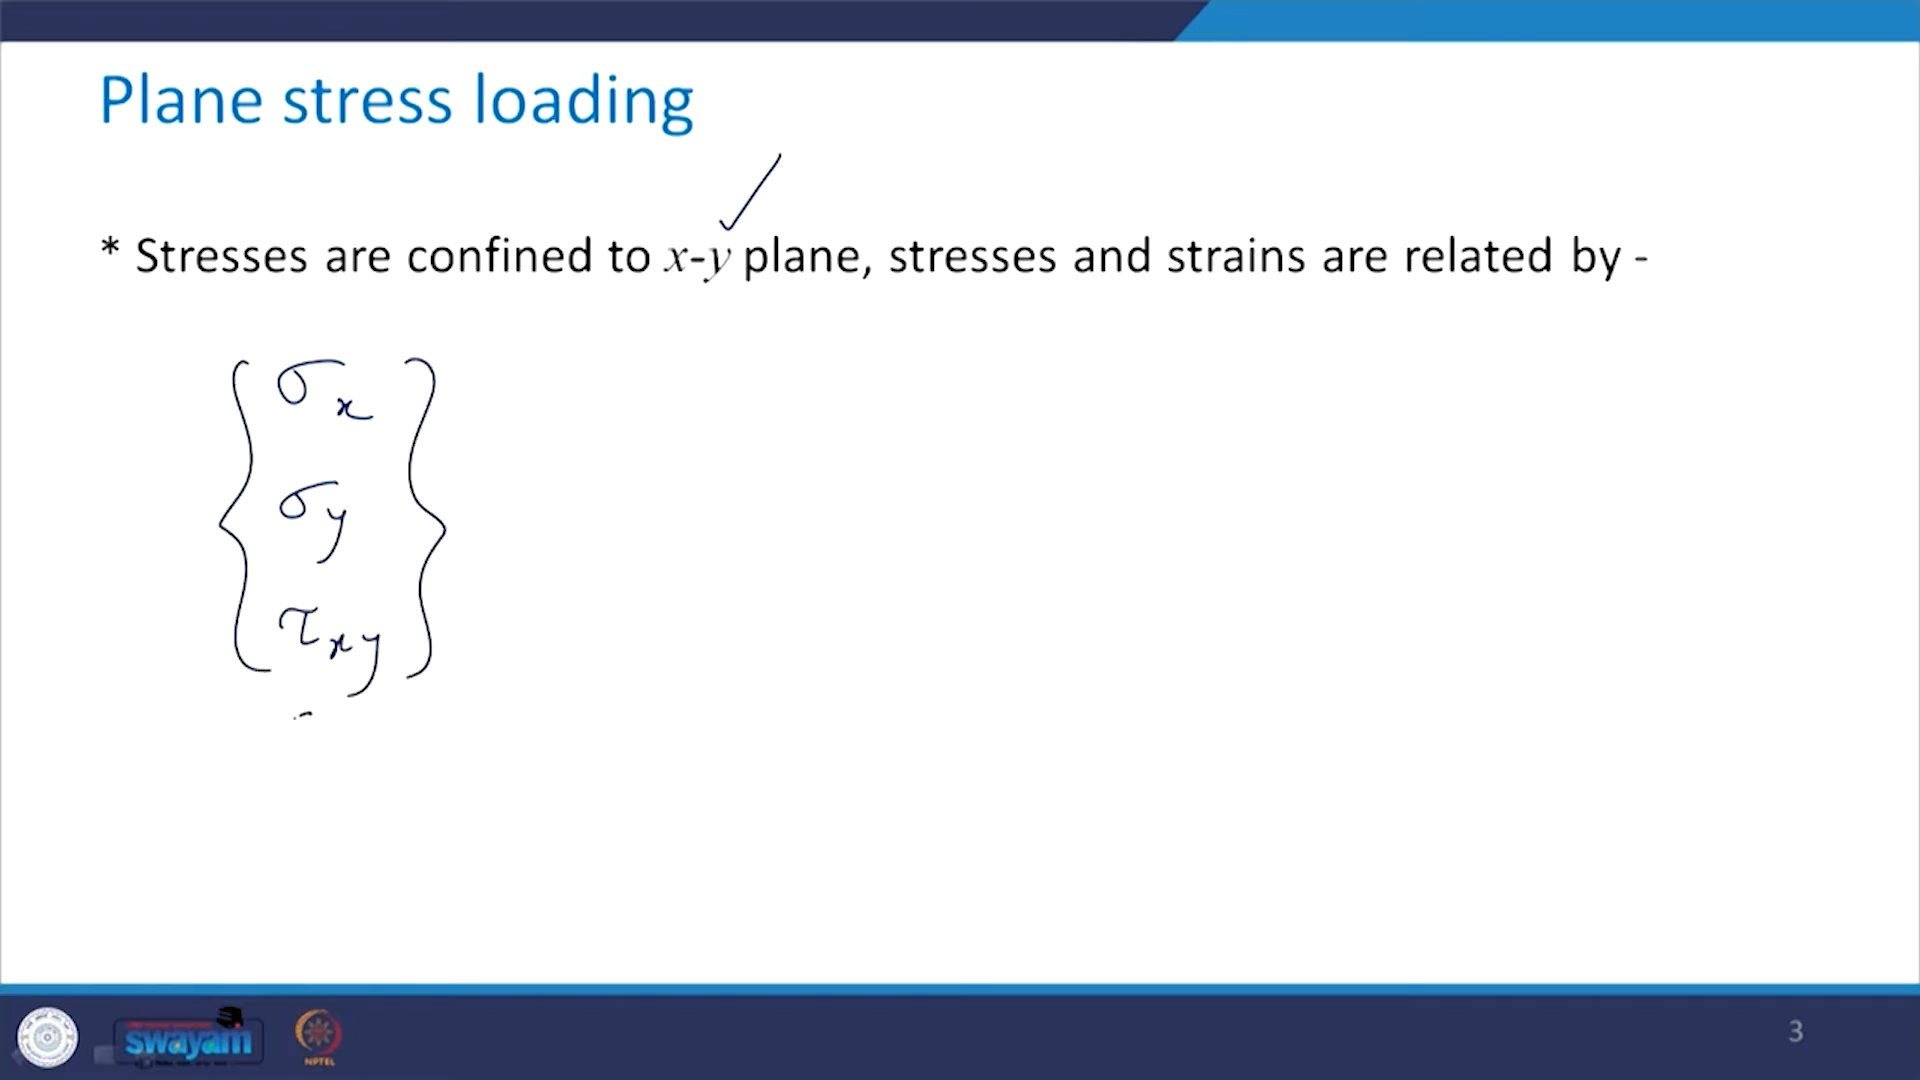 Plane stress loading
* Stresses are confined to x-y plane, stresses and strains are related by -
σx
σy
τxy
swayam
NPTEL
3